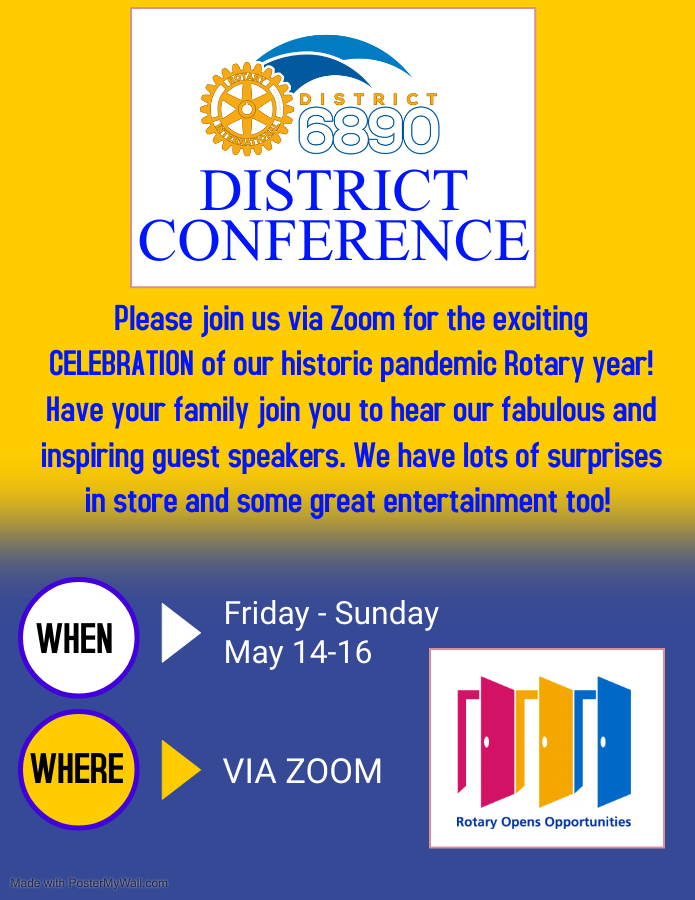 ROTARY
INTERNATIONAL
DISTRICT
6890
DISTRICT
CONFERENCE
Please join us via Zoom for the exciting
CELEBRATION of our historic pandemic Rotary year!
Have your family join you to hear our fabulous and
inspiring guest speakers. We have lots of surprises
in store and some great entertainment too!
WHEN
Friday - Sunday
May 14-16
WHERE
VIA ZOOM
Rotary Opens Opportunities
Made with PosterMyWall.com